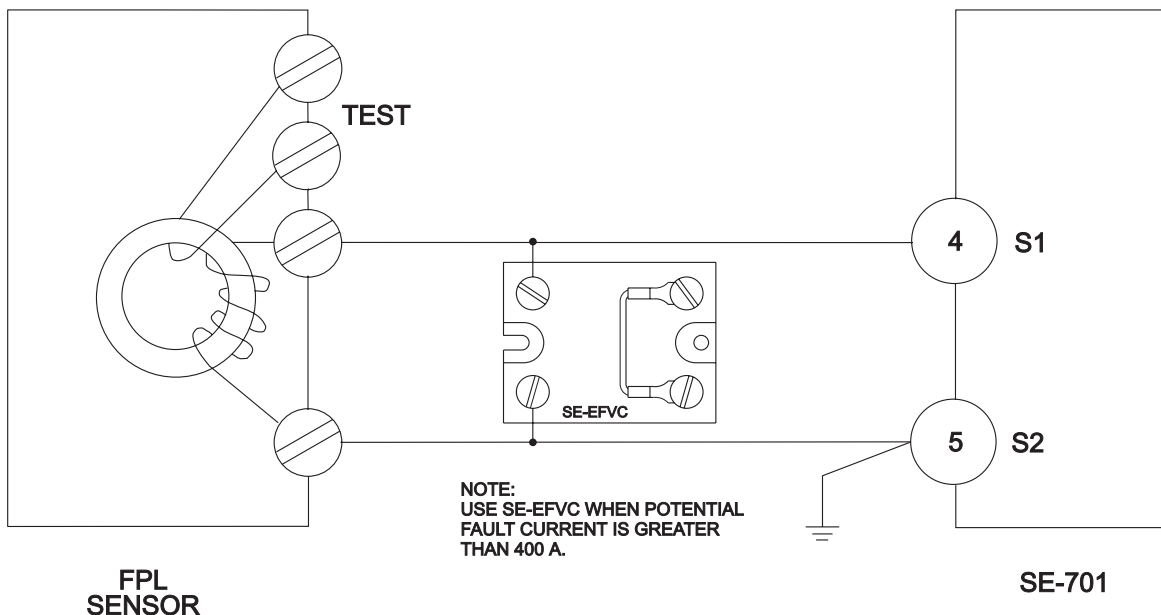 TEST
4 S1
SE-EFVC
5 S2
NOTE:
USE SE-EFVC WHEN POTENTIAL
FAULT CURRENT IS GREATER
THAN 400 A.
FPL
SENSOR
SE-701